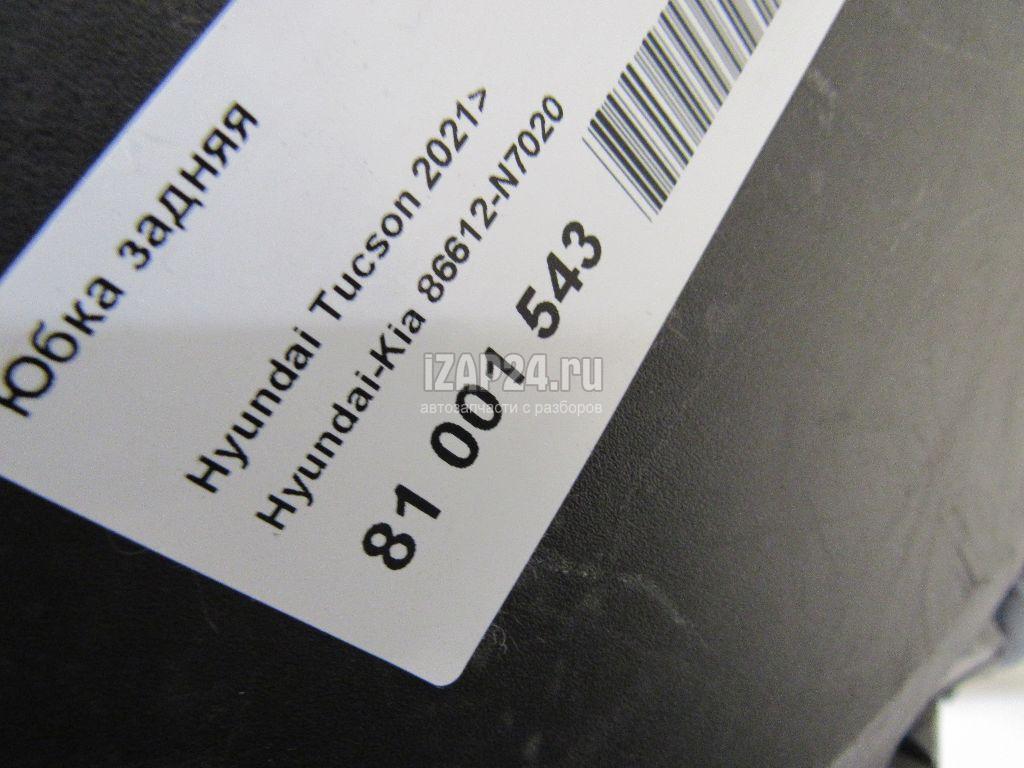 Юбка задняя
Hyundai Tucson 2021>
Hyundai-Kia 86612-N7020
81 001 543
iZAP24.ru
автозапчасти с разборов